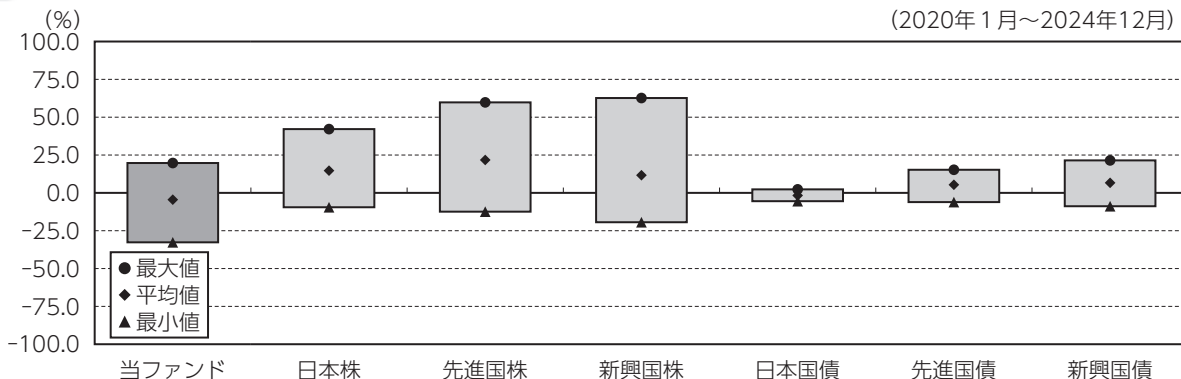 (%)
(2020年1月～2024年12月)
100.0
75.0
50.0
25.0
0.0
-25.0
-50.0
-75.0
-100.0
●最大値
◆平均値
▲最小値
当ファンド 日本株 先進国株 新興国株 日本国債 先進国債 新興国債